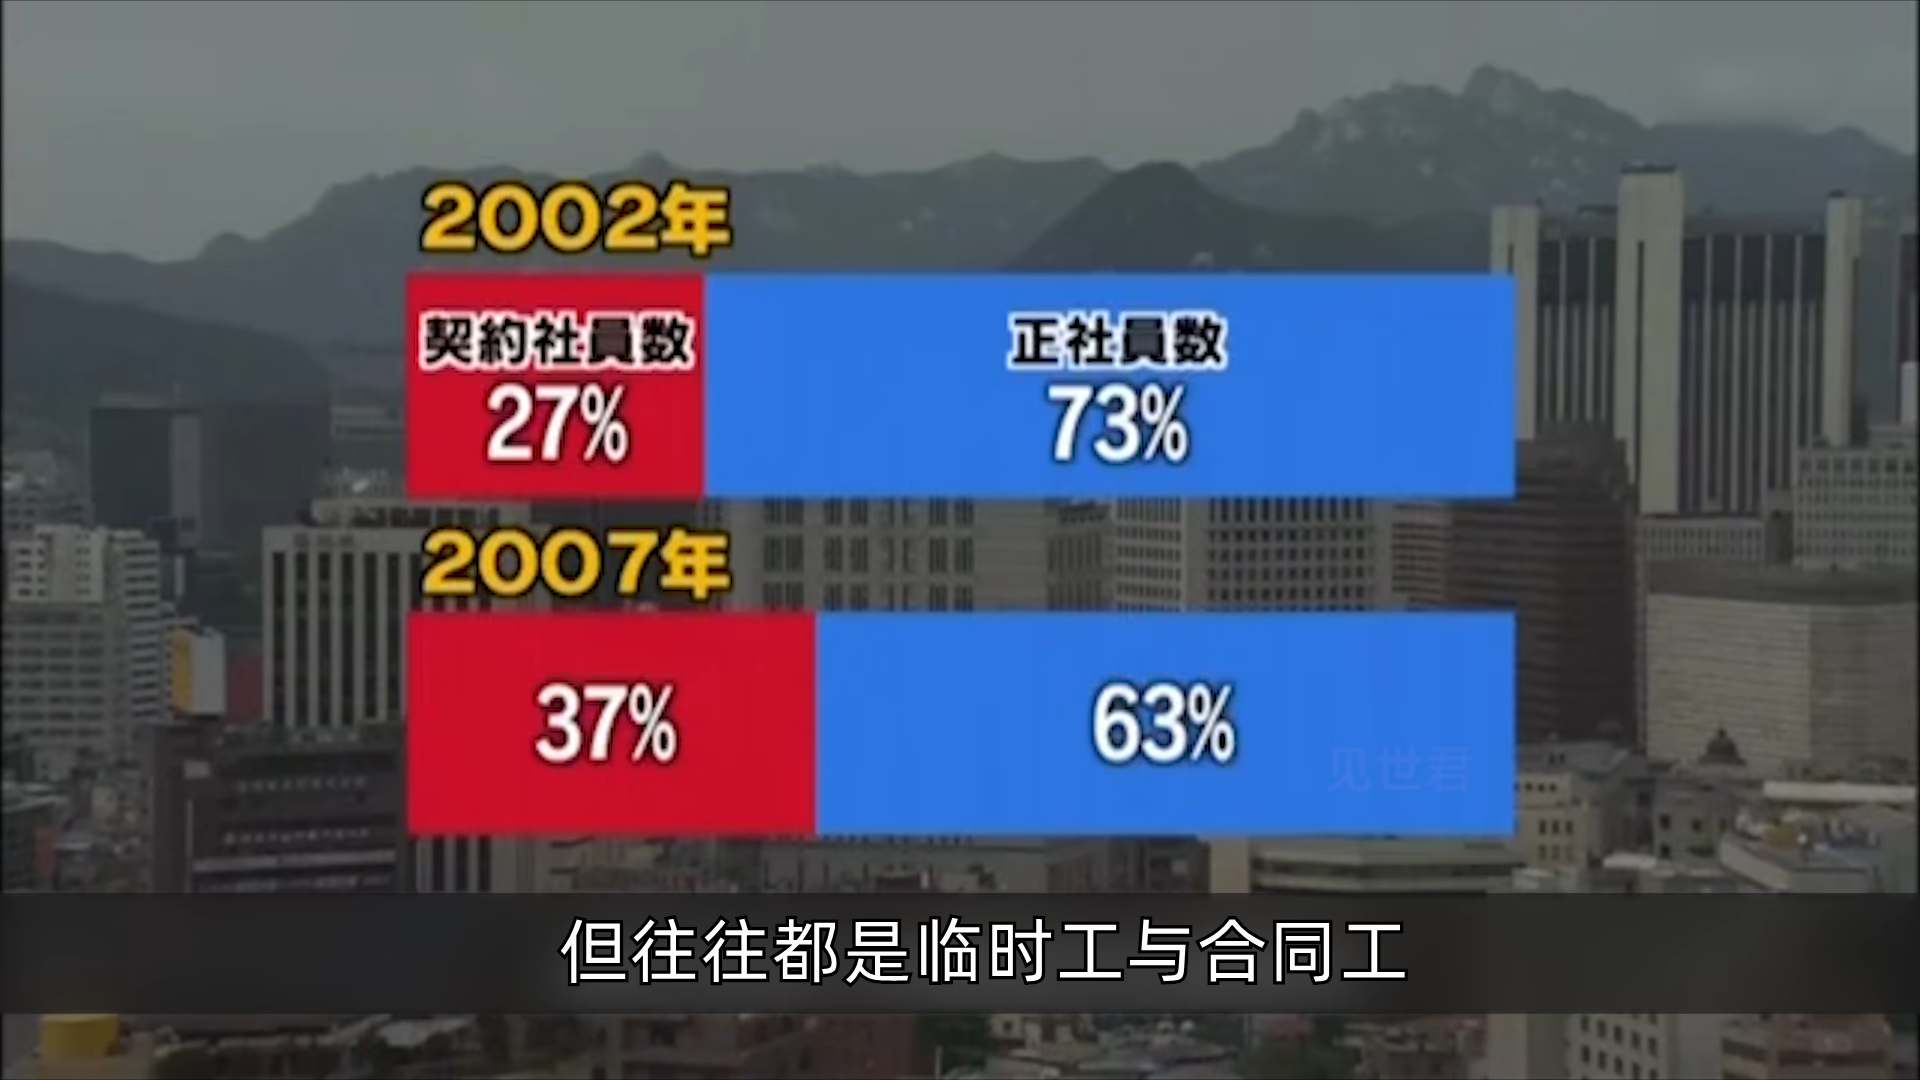 2002年
契約社員数 正社員数
27% 73%
2007年
37% 63%
见世君
但往往都是临时工与合同工